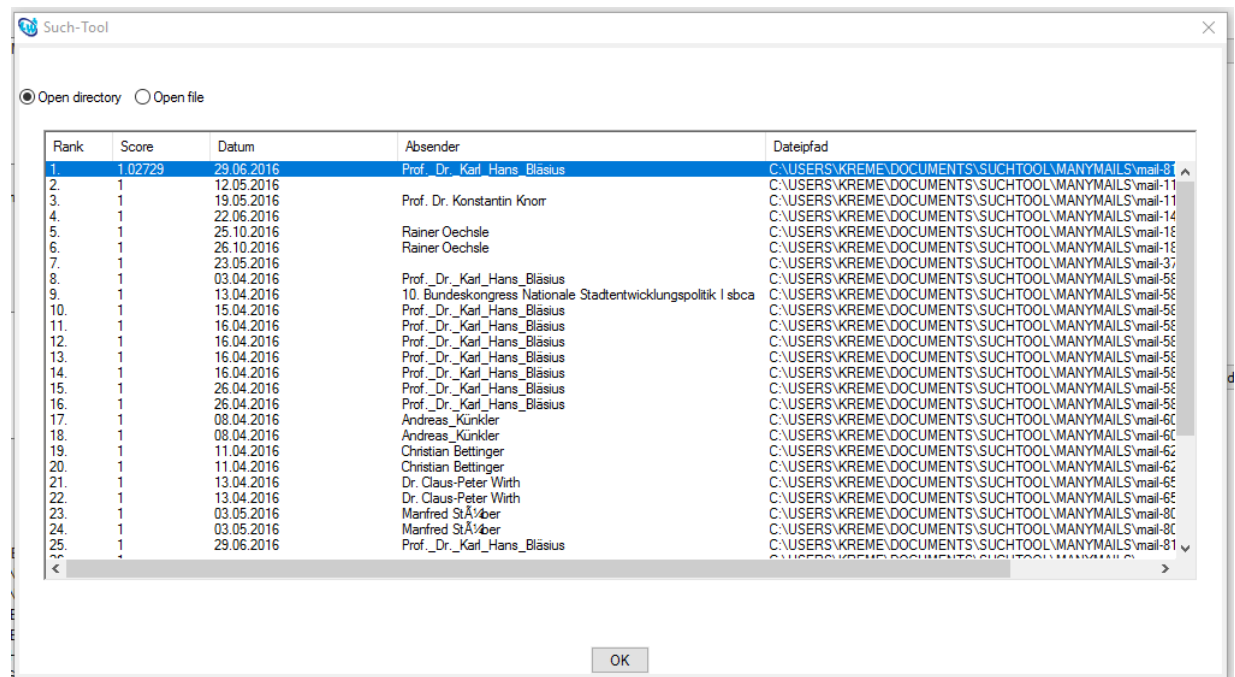 Such-Tool
Open directory Open file
Rank Score Datum Absender Dateipfad
1. 1.02729 29.06.2016 Prof._Dr._Karl_Hans_Bläsius C:\USERS\KREME\DOCUMENTS\SUCHTOOL\MANYMAILS\mail-81
2. 1 12.05.2016 C:\USERS\KREME\DOCUMENTS\SUCHTOOL\MANYMAILS\mail-11
3. 1 19.05.2016 Prof. Dr. Konstantin Knorr C:\USERS\KREME\DOCUMENTS\SUCHTOOL\MANYMAILS\mail-11
4. 1 22.06.2016 C:\USERS\KREME\DOCUMENTS\SUCHTOOL\MANYMAILS\mail-14
5. 1 25.10.2016 Rainer Oechsle C:\USERS\KREME\DOCUMENTS\SUCHTOOL\MANYMAILS\mail-18
6. 1 26.10.2016 Rainer Oechsle C:\USERS\KREME\DOCUMENTS\SUCHTOOL\MANYMAILS\mail-18
7. 1 23.05.2016 C:\USERS\KREME\DOCUMENTS\SUCHTOOL\MANYMAILS\mail-37
8. 1 03.04.2016 Prof._Dr._Karl_Hans_Bläsius C:\USERS\KREME\DOCUMENTS\SUCHTOOL\MANYMAILS\mail-58
9. 1 13.04.2016 10. Bundeskongress Nationale Stadtentwicklungspolitik I sbca C:\USERS\KREME\DOCUMENTS\SUCHTOOL\MANYMAILS\mail-58
10. 1 15.04.2016 Prof._Dr._Karl_Hans_Bläsius C:\USERS\KREME\DOCUMENTS\SUCHTOOL\MANYMAILS\mail-58
11. 1 16.04.2016 Prof._Dr._Karl_Hans_Bläsius C:\USERS\KREME\DOCUMENTS\SUCHTOOL\MANYMAILS\mail-58
12. 1 16.04.2016 Prof._Dr._Karl_Hans_Bläsius C:\USERS\KREME\DOCUMENTS\SUCHTOOL\MANYMAILS\mail-58
13. 1 16.04.2016 Prof._Dr._Karl_Hans_Bläsius C:\USERS\KREME\DOCUMENTS\SUCHTOOL\MANYMAILS\mail-58
14. 1 16.04.2016 Prof._Dr._Karl_Hans_Bläsius C:\USERS\KREME\DOCUMENTS\SUCHTOOL\MANYMAILS\mail-58
15. 1 26.04.2016 Prof._Dr._Karl_Hans_Bläsius C:\USERS\KREME\DOCUMENTS\SUCHTOOL\MANYMAILS\mail-58
16. 1 26.04.2016 Prof._Dr._Karl_Hans_Bläsius C:\USERS\KREME\DOCUMENTS\SUCHTOOL\MANYMAILS\mail-58
17. 1 08.04.2016 Andreas_Künkler C:\USERS\KREME\DOCUMENTS\SUCHTOOL\MANYMAILS\mail-60
18. 1 08.04.2016 Andreas_Künkler C:\USERS\KREME\DOCUMENTS\SUCHTOOL\MANYMAILS\mail-60
19. 1 11.04.2016 Christian Bettinger C:\USERS\KREME\DOCUMENTS\SUCHTOOL\MANYMAILS\mail-62
20. 1 11.04.2016 Christian Bettinger C:\USERS\KREME\DOCUMENTS\SUCHTOOL\MANYMAILS\mail-62
21. 1 13.04.2016 Dr. Claus-Peter Wirth C:\USERS\KREME\DOCUMENTS\SUCHTOOL\MANYMAILS\mail-65
22. 1 13.04.2016 Dr. Claus-Peter Wirth C:\USERS\KREME\DOCUMENTS\SUCHTOOL\MANYMAILS\mail-65
23. 1 03.05.2016 Manfred StÃ¼ber C:\USERS\KREME\DOCUMENTS\SUCHTOOL\MANYMAILS\mail-80
24. 1 03.05.2016 Manfred StÃ¼ber C:\USERS\KREME\DOCUMENTS\SUCHTOOL\MANYMAILS\mail-80
25. 1 29.06.2016 Prof._Dr._Karl_Hans_Bläsius C:\USERS\KREME\DOCUMENTS\SUCHTOOL\MANYMAILS\mail-81
OK